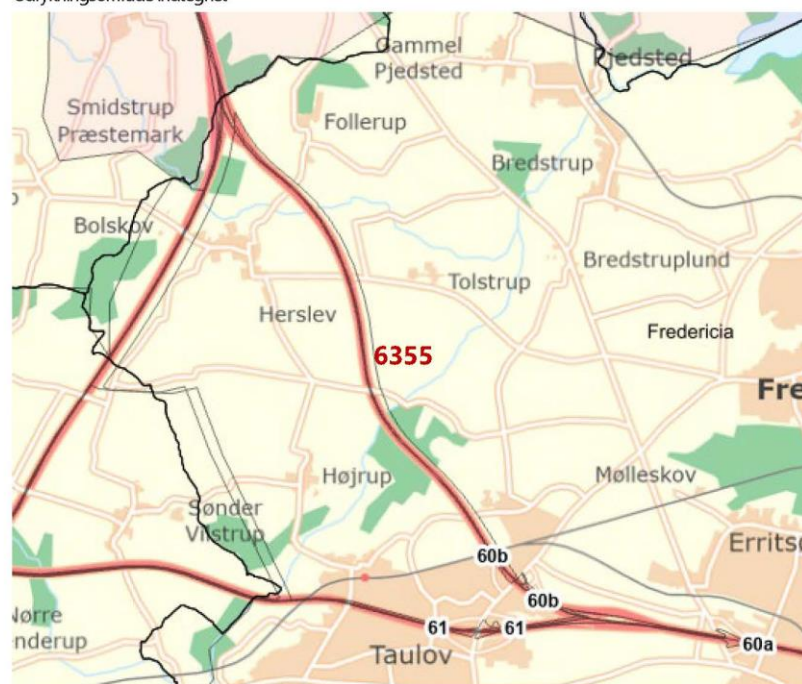 Gammel
Pjedsted
Pjedsted
Smidstrup
Præstemark
Follerup
Bredstrup
Bolskov
Bredstruplund
Tolstrup
Herslev
Fredericia
6355
Fre
Højrup
Mølleskov
Sønder
Vilstrup
Erritsø
60b
60b
Nørre
enderup
61
61
Taulov
60a